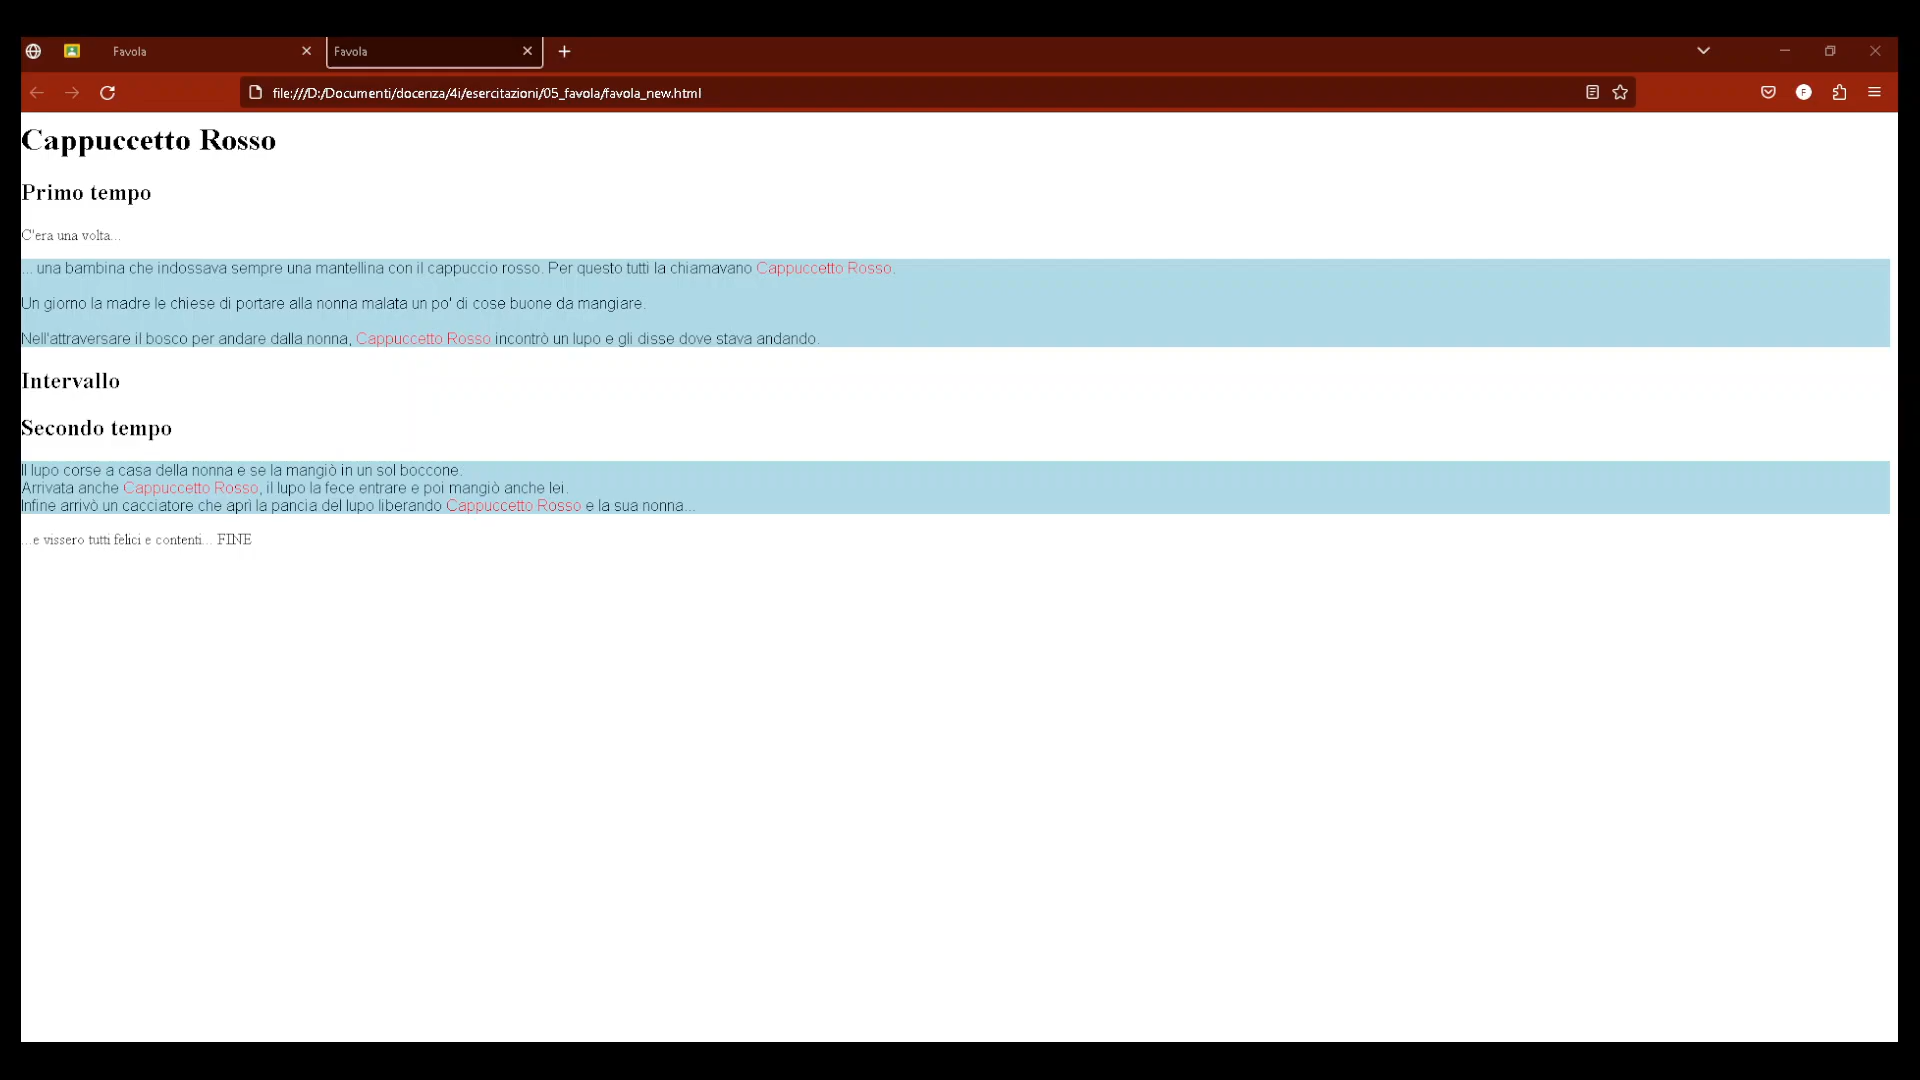 Favola
Favola
file:///D:/Documenti/docenza/4i/esercitazioni/05_favola/favola_new.html
F
Cappuccetto Rosso
Primo tempo
C'era una volta...
... una bambina che indossava sempre una mantellina con il cappuccio rosso. Per questo tutti la chiamavano Cappuccetto Rosso.
Un giorno la madre le chiese di portare alla nonna malata un po' di cose buone da mangiare.
Nell'attraversare il bosco per andare dalla nonna, Cappuccetto Rosso incontrò un lupo e gli disse dove stava andando.
Intervallo
Secondo tempo
Il lupo corse a casa della nonna e se la mangiò in un sol boccone.
Arrivata anche Cappuccetto Rosso, il lupo la fece entrare e poi mangiò anche lei.
Infine arrivò un cacciatore che aprì la pancia del lupo liberando Cappuccetto Rosso e la sua nonna...
...e vissero tutti felici e contenti... FINE